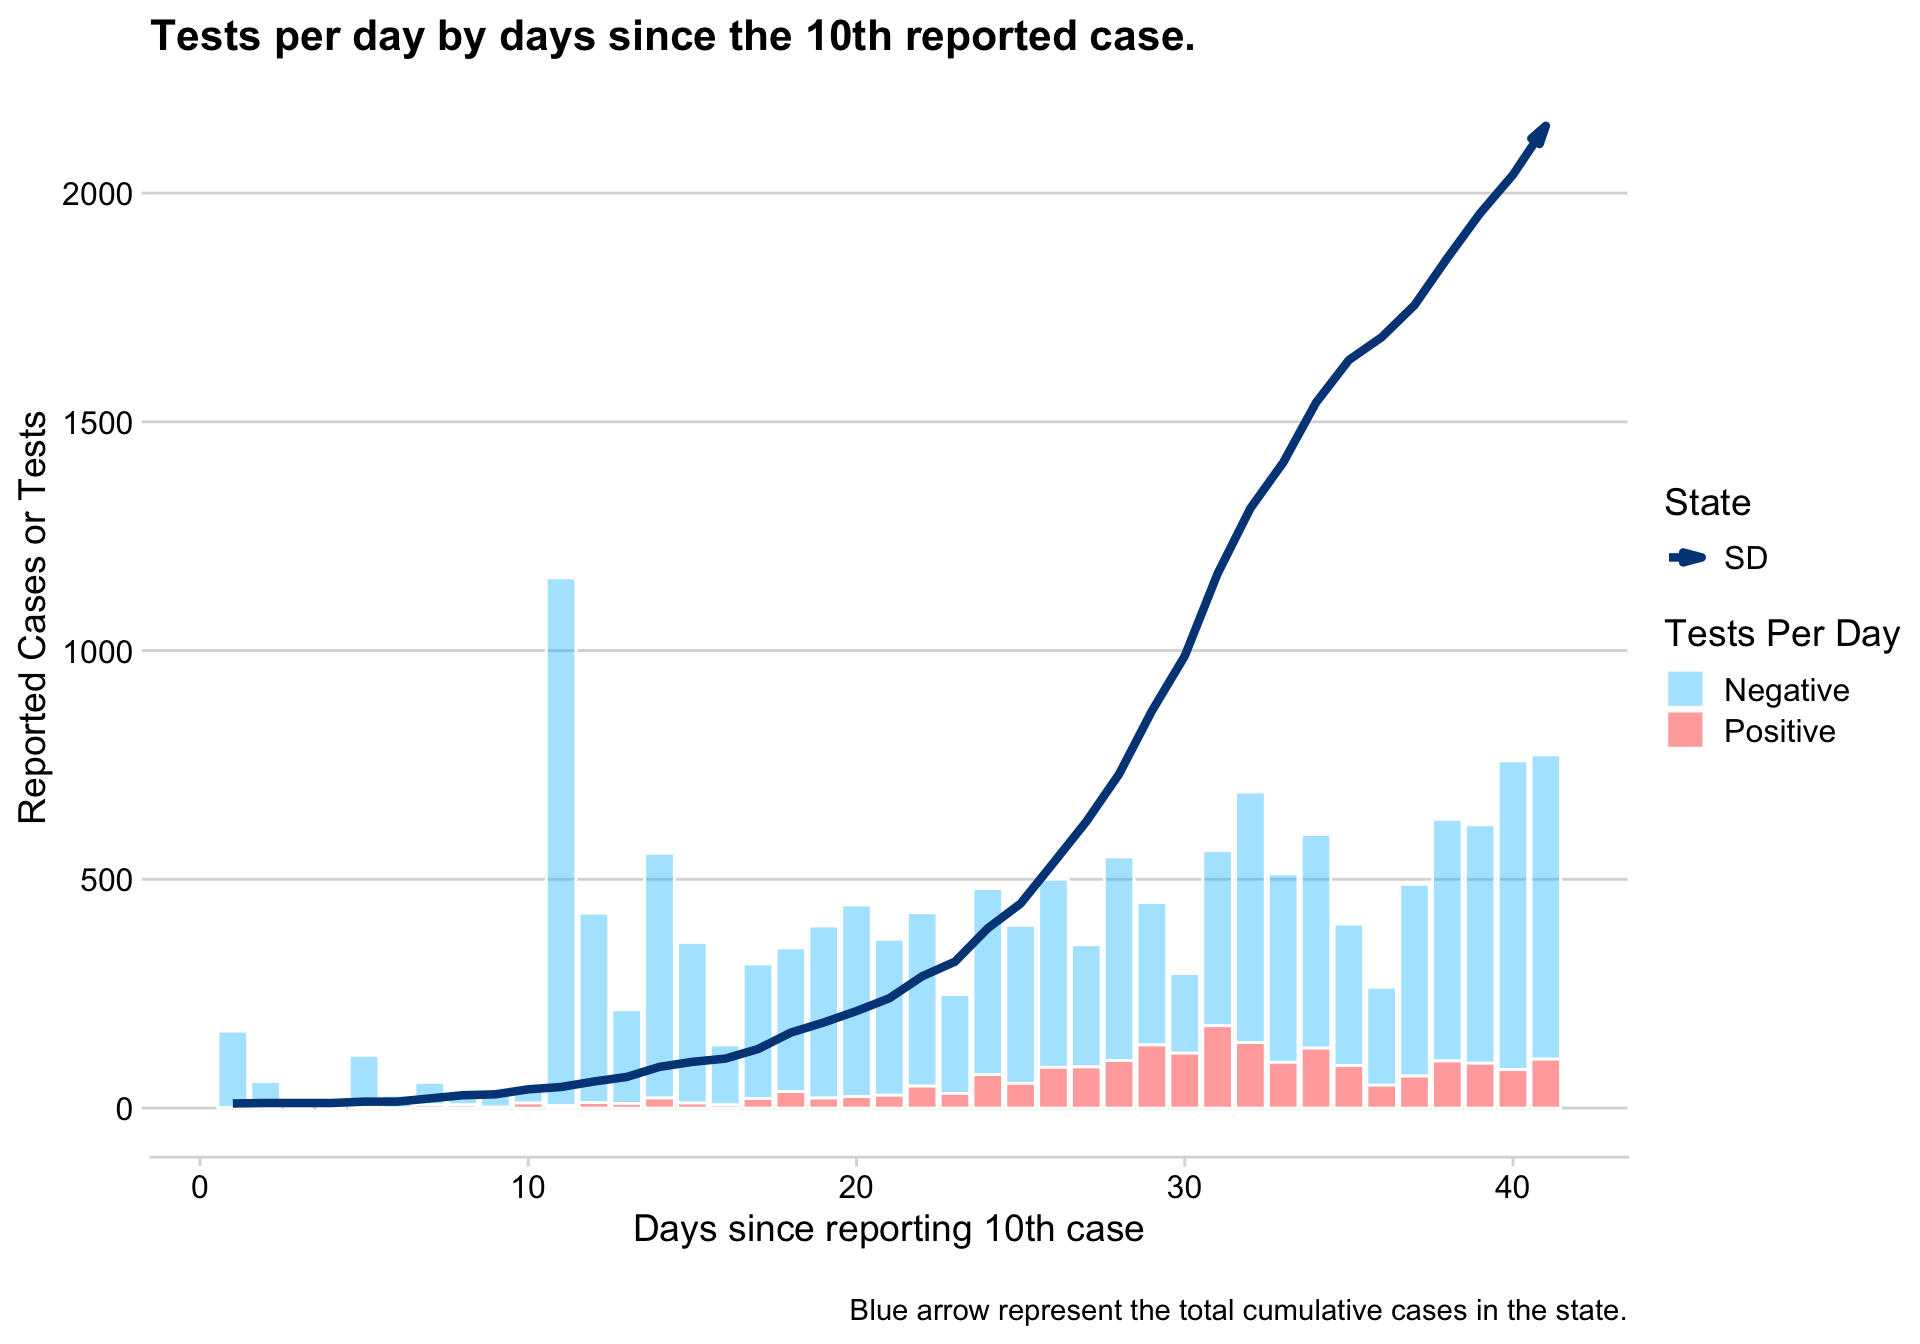 Tests per day by days since the 10th reported case.
Reported Cases or Tests
2000
1500
1000
500
0
0
10
20
30
40
Days since reporting 10th case
State
SD
Tests Per Day
Negative
Positive
Blue arrow represent the total cumulative cases in the state.